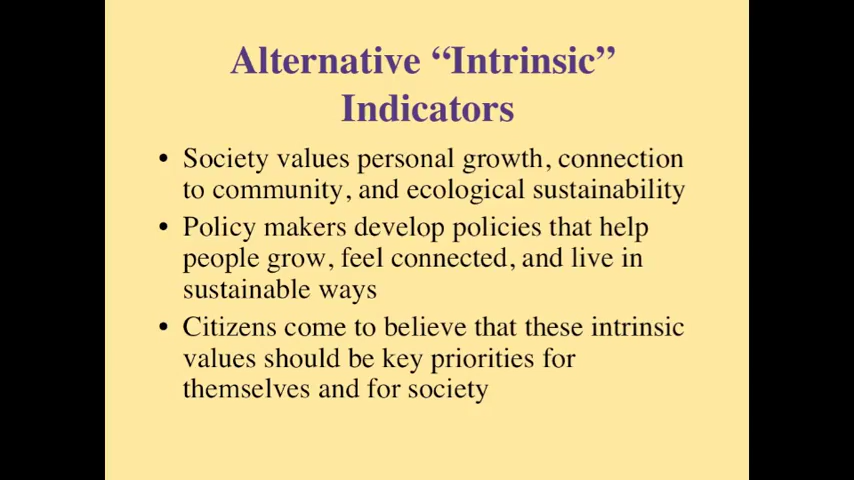 Alternative “Intrinsic”
Indicators
• Society values personal growth, connection
to community, and ecological sustainability
• Policy makers develop policies that help
people grow, feel connected, and live in
sustainable ways
• Citizens come to believe that these intrinsic
values should be key priorities for
themselves and for society